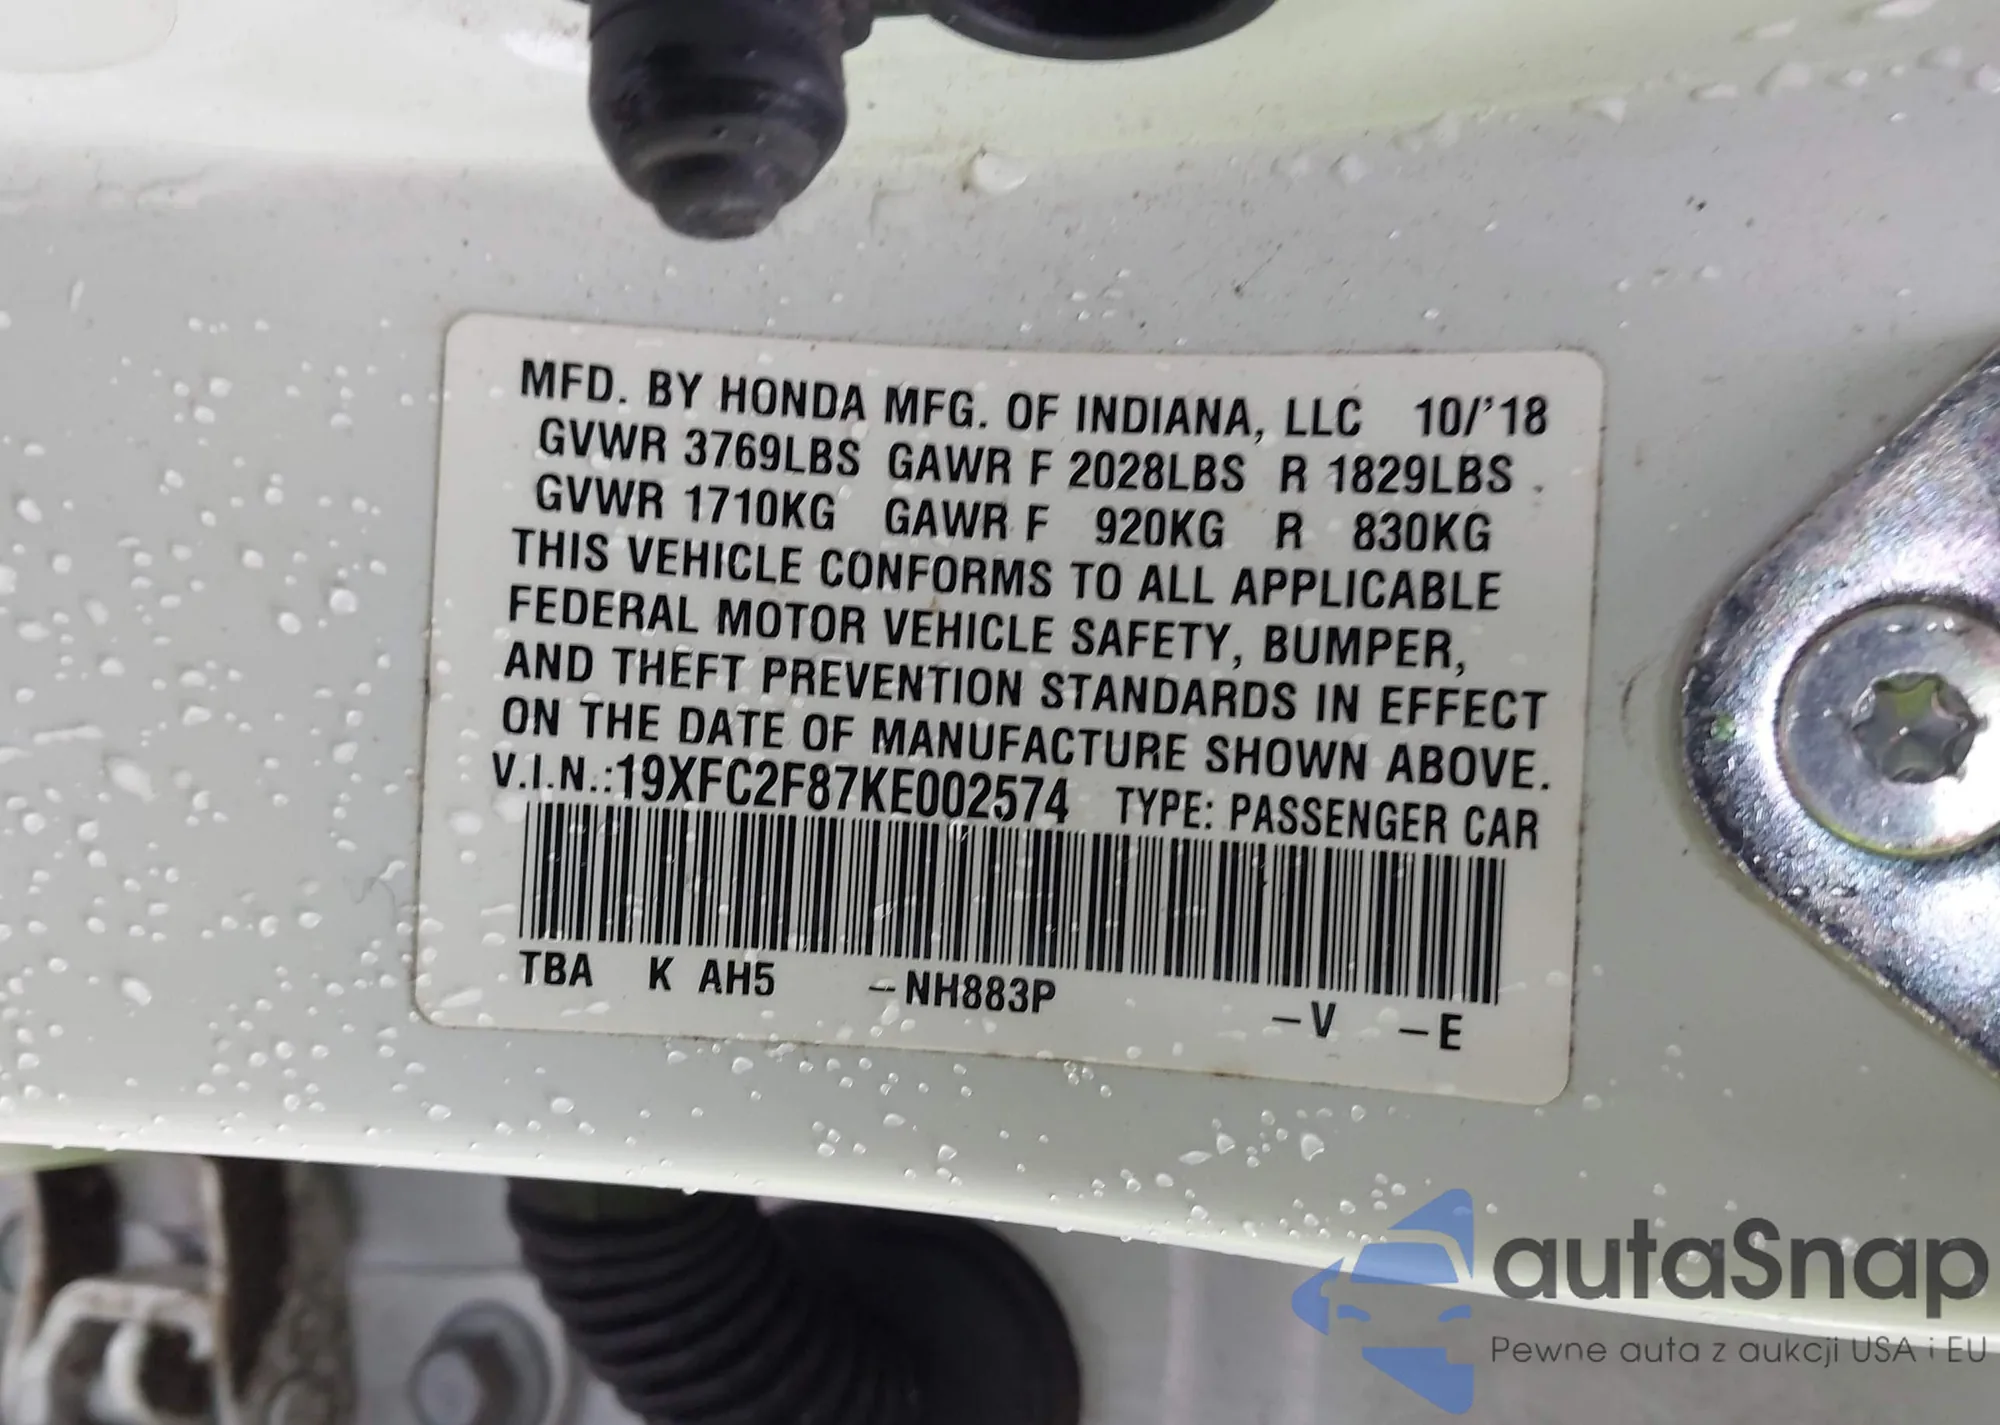 MFD. BY HONDA MFG. OF INDIANA, LLC 10/'18
GVWR 3769LBS GAWR F 2028LBS R 1829LBS
GVWR 1710KG GAWR F 920KG R 830KG
THIS VEHICLE CONFORMS TO ALL APPLICABLE
FEDERAL MOTOR VEHICLE SAFETY, BUMPER,
AND THEFT PREVENTION STANDARDS IN EFFECT
ON THE DATE OF MANUFACTURE SHOWN ABOVE.
V.I.N.:19XFC2F87KE002574 TYPE: PASSENGER CAR
TBA K AH5 –NH883P –V –E
autaSnap
Pewne auta z aukcji USA i EU